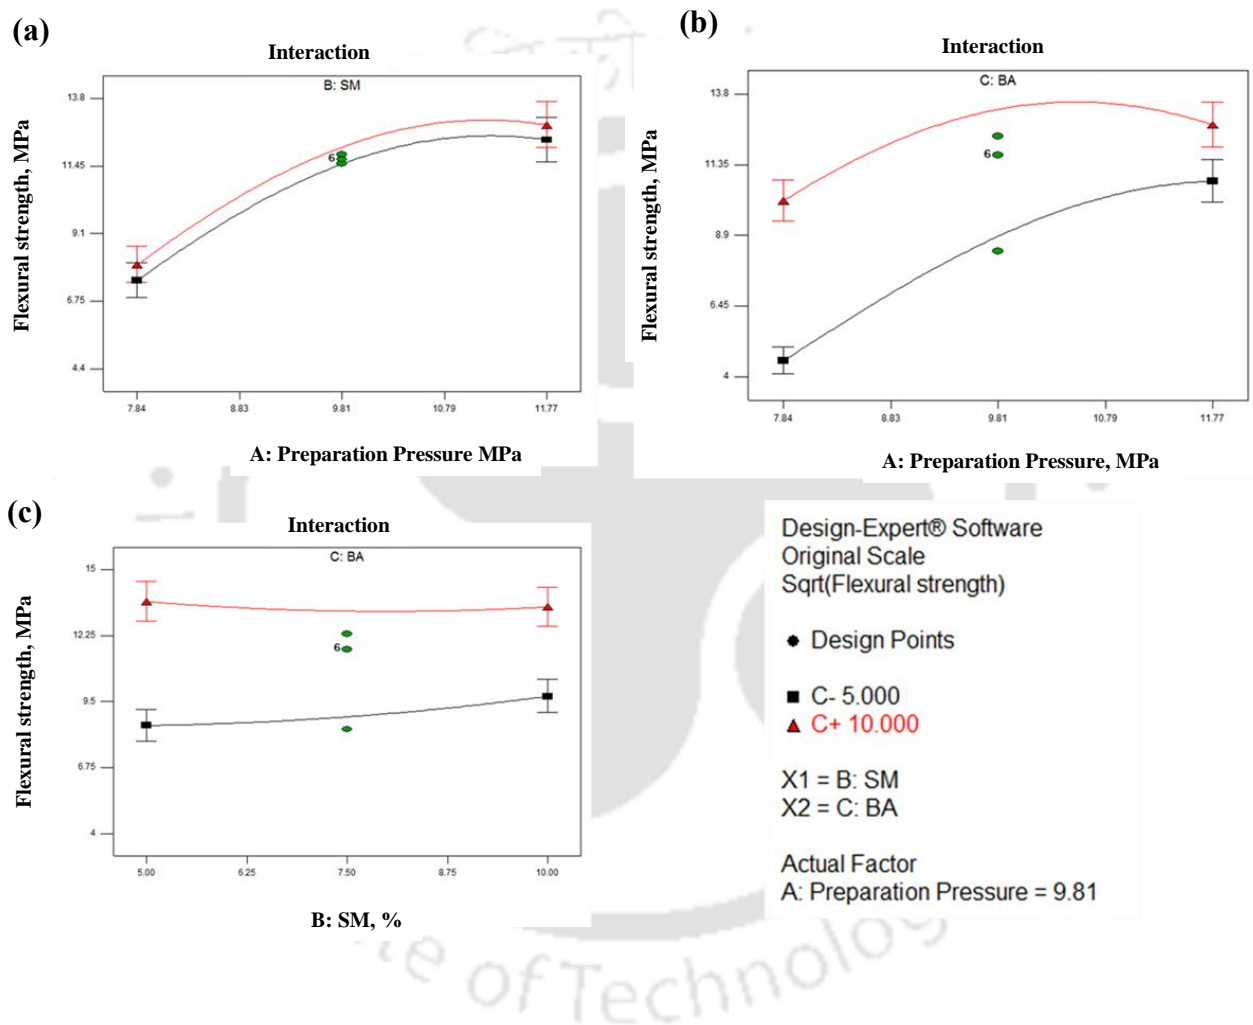 (a)
Interaction
B: SM
13.8
11.45
9.1
6.75
4.4
Flexural strength, MPa
6
7.84 8.83 9.81 10.79 11.77
A: Preparation Pressure MPa
(b)
Interaction
C: BA
13.8
11.35
8.9
6.45
4
Flexural strength, MPa
6
7.84 8.83 9.81 10.79 11.77
A: Preparation Pressure, MPa
(c)
Interaction
C: BA
15
12.25
9.5
6.75
4
Flexural strength, MPa
6
5.00 6.25 7.50 8.75 10.00
B: SM, %
Design-Expert® Software
Original Scale
Sqrt(Flexural strength)
Design Points
C- 5.000
C+ 10.000
X1 = B: SM
X2 = C: BA
Actual Factor
A: Preparation Pressure = 9.81
te of Technolog